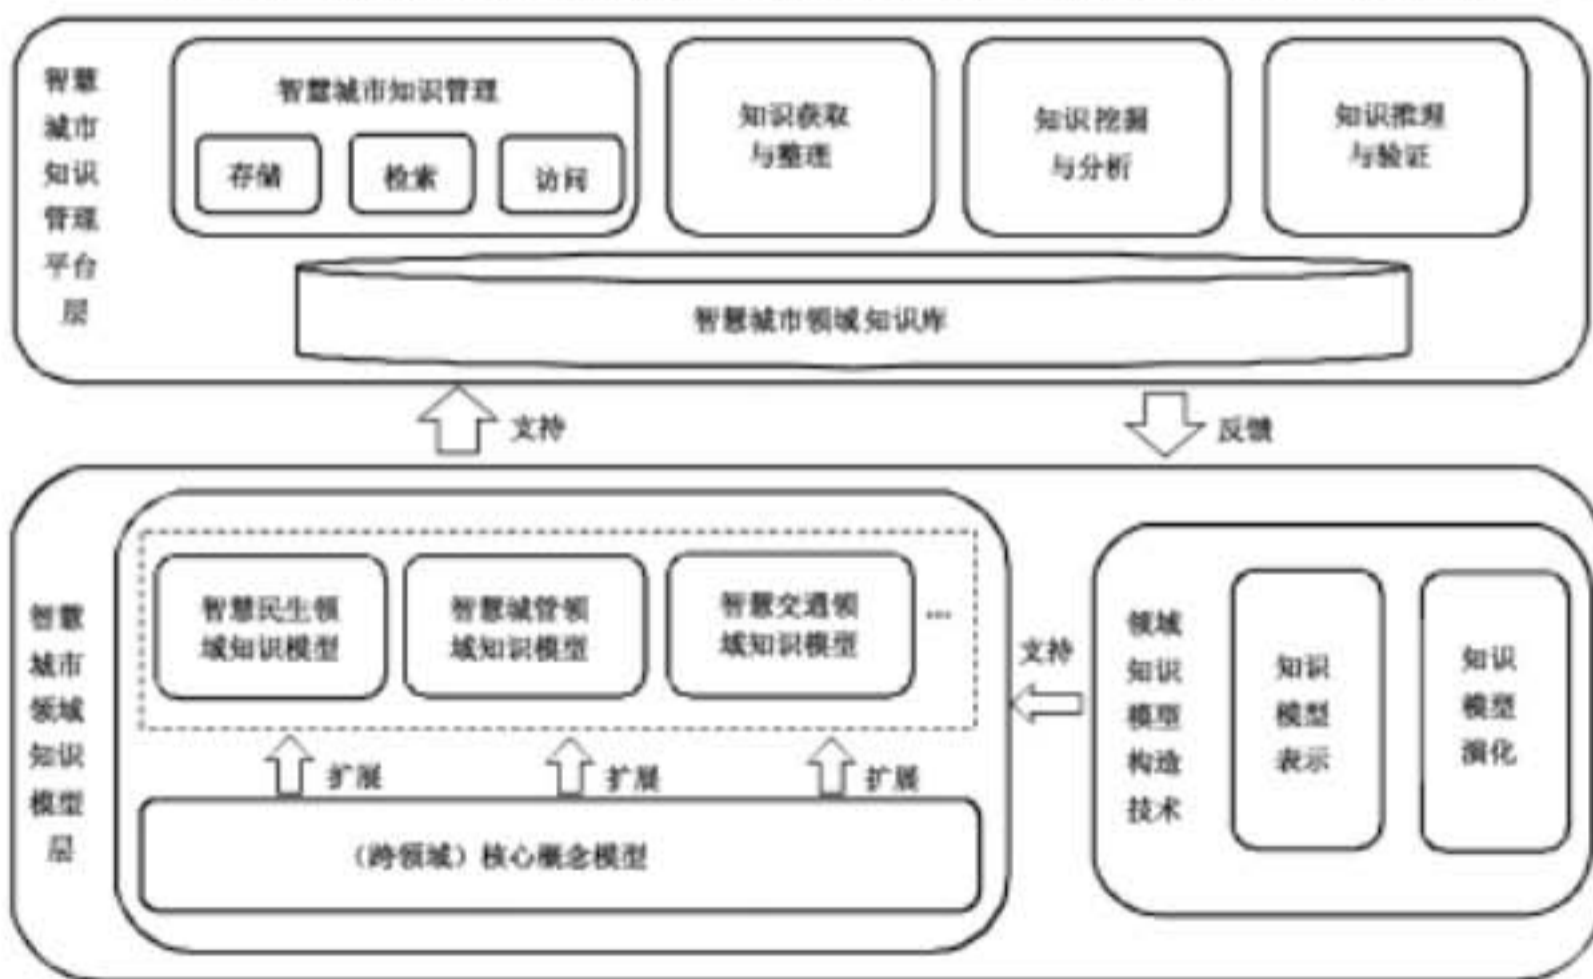 智慧
城市
知识
管理
平台
层
智慧城市知识管理
存储
检索
访问
知识获取
与整理
知识挖掘
与分析
知识推理
与验证
智慧城市领域知识库
支持
反馈
智慧
城市
领域
知识
模型
层
智慧民生领
域知识模型
智慧城管领
域知识模型
智慧交通领
域知识模型
...
扩展
扩展
扩展
（跨领域）核心概念模型
支持
领域
知识
模型
构造
技术
知识
模型
表示
知识
模型
演化